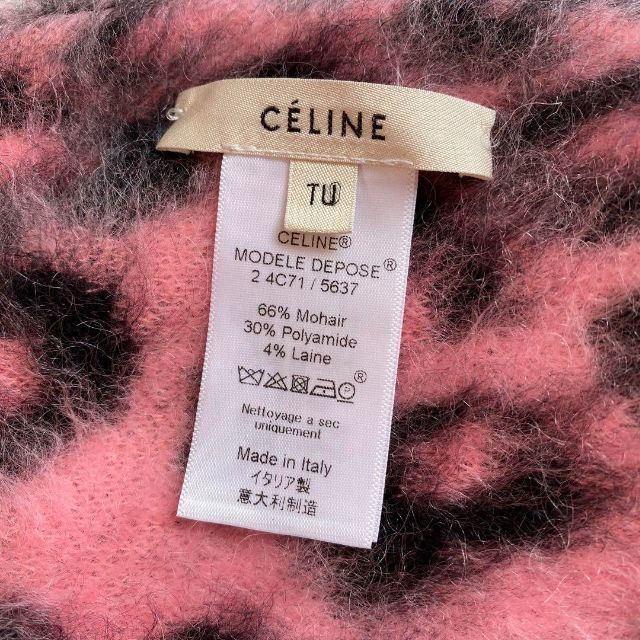 CÉLINE
TU
CELINE®
MODELE DEPOSE®
2 4C71 / 5637
66% Mohair
30% Polyamide
4% Laine
®
Nettoyage a sec
uniquement
Made in Italy
イタリア製
意大利制造